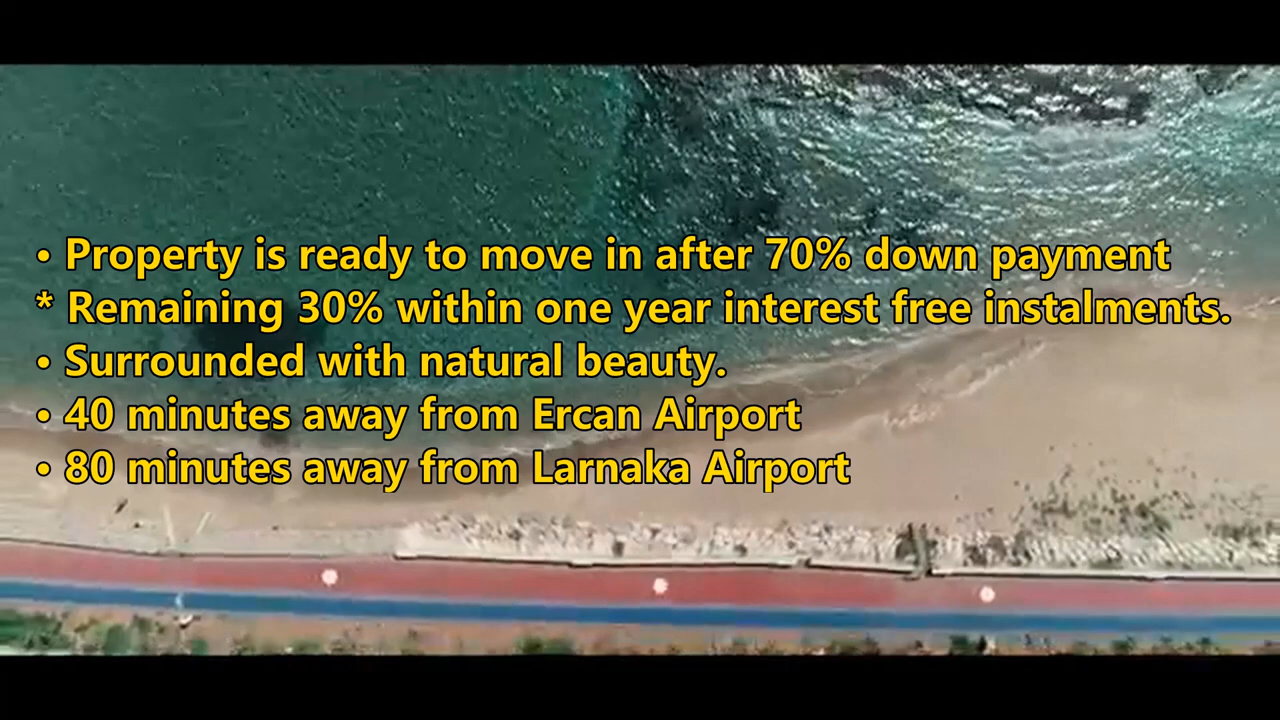 • Property is ready to move in after 70% down payment
* Remaining 30% within one year interest free instalments.
• Surrounded with natural beauty.
• 40 minutes away from Ercan Airport
• 80 minutes away from Larnaka Airport